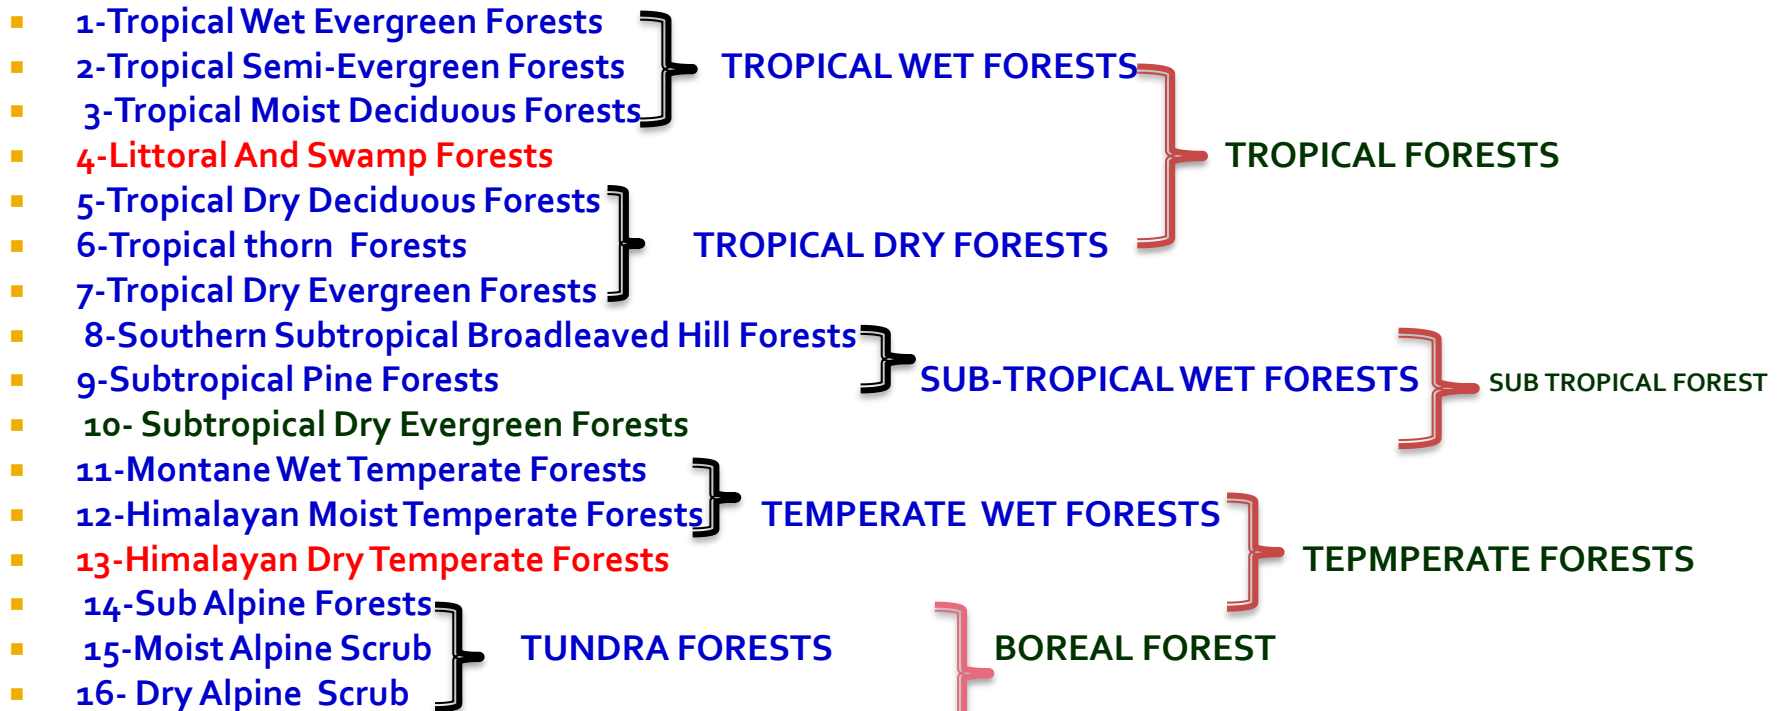 1-Tropical Wet Evergreen Forests
2-Tropical Semi-Evergreen Forests TROPICAL WET FORESTS
3-Tropical Moist Deciduous Forests
4-Littoral And Swamp Forests TROPICAL FORESTS
5-Tropical Dry Deciduous Forests
6-Tropical thorn Forests TROPICAL DRY FORESTS
7-Tropical Dry Evergreen Forests
8-Southern Subtropical Broadleaved Hill Forests
9-Subtropical Pine Forests SUB-TROPICAL WET FORESTS SUB TROPICAL FOREST
10- Subtropical Dry Evergreen Forests
11-Montane Wet Temperate Forests
12-Himalayan Moist Temperate Forests TEMPERATE WET FORESTS
13-Himalayan Dry Temperate Forests TEPMPERATE FORESTS
14-Sub Alpine Forests
15-Moist Alpine Scrub TUNDRA FORESTS BOREAL FOREST
16- Dry Alpine Scrub